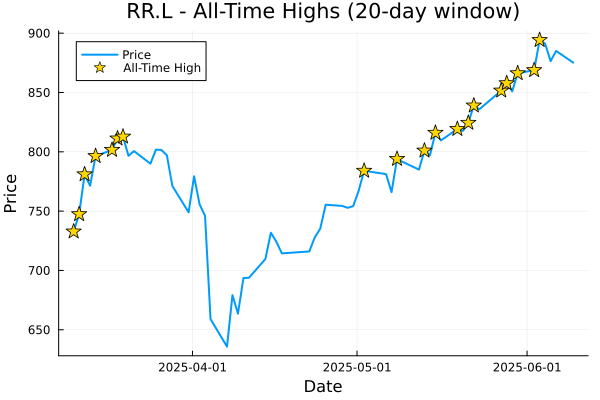 RR.L - All-Time Highs (20-day window)
Price
All-Time High
900
850
800
750
700
650
Price
2025-04-01
2025-05-01
2025-06-01
Date